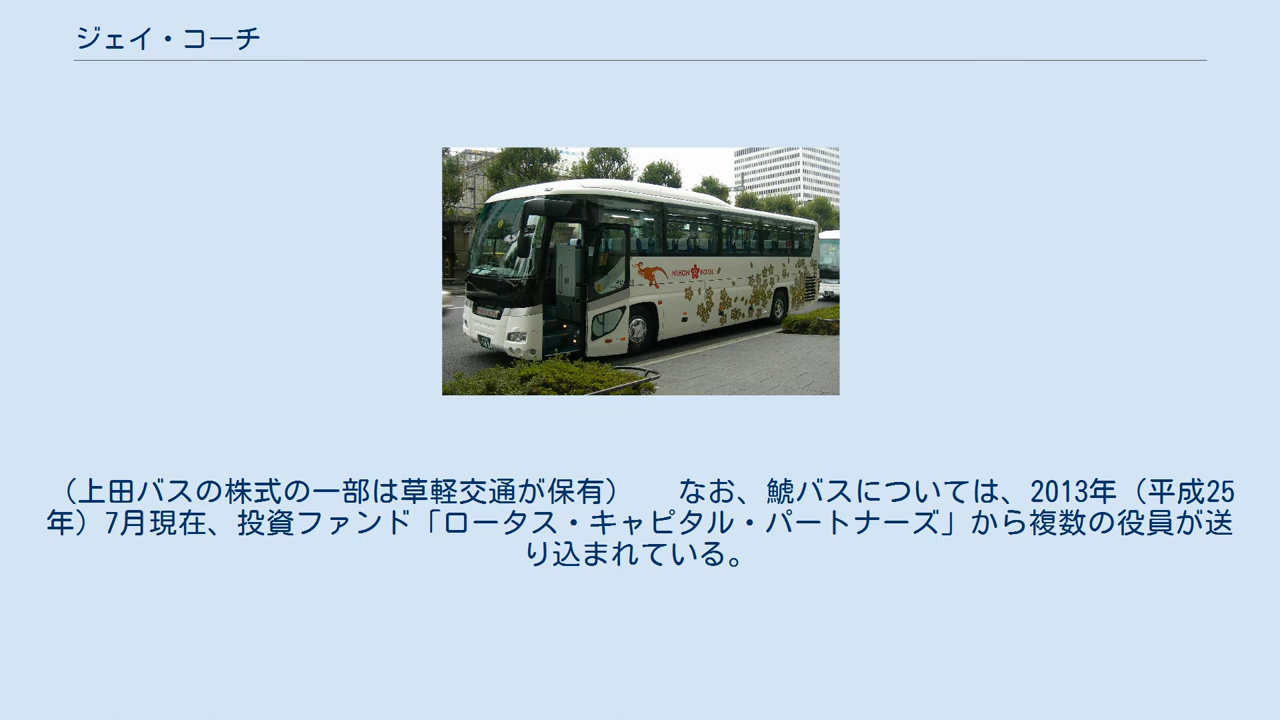 ジェイ・コーチ
NIHON KOTSU
（上田バスの株式の一部は草軽交通が保有）　　なお、鯱バスについては、2013年（平成25
年）7月現在、投資ファンド「ロータス・キャピタル・パートナーズ」から複数の役員が送
り込まれている。